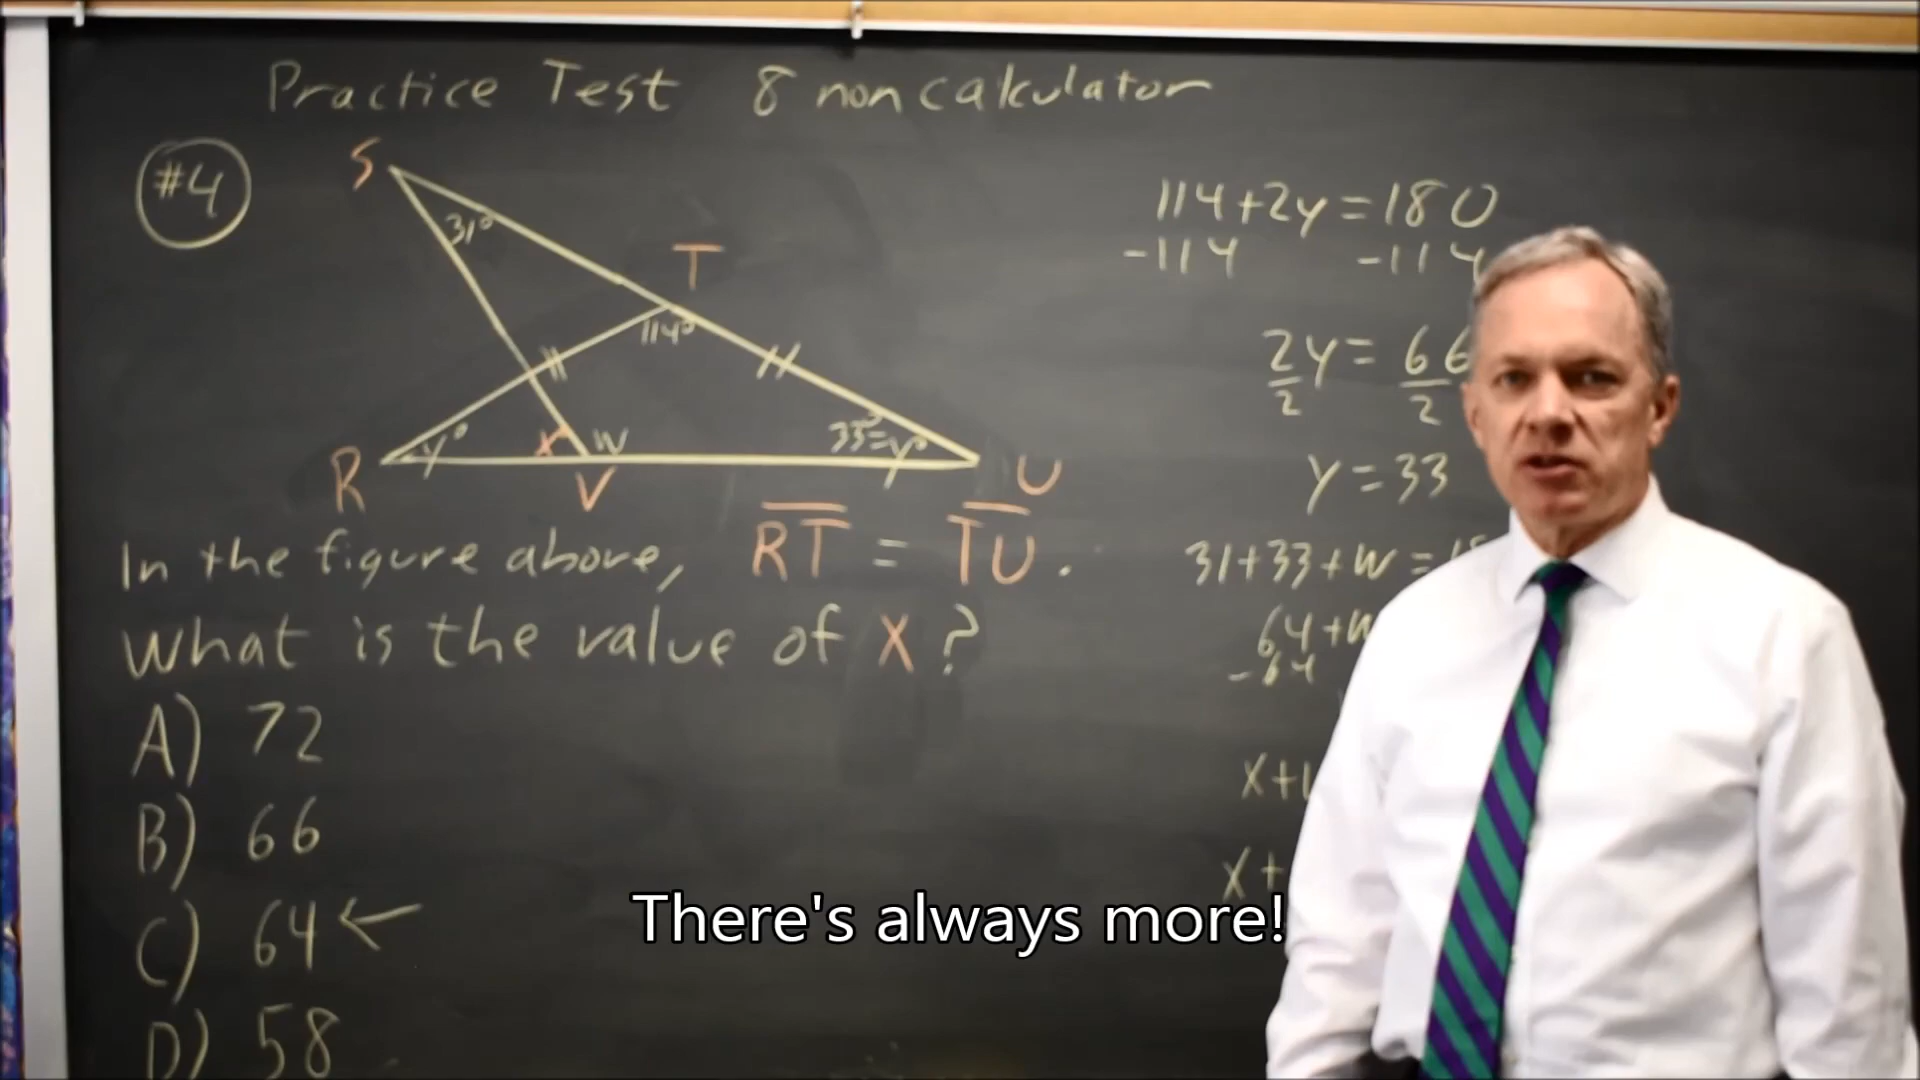 Practice Test 8 noncalculator
#4
S
31°
T
114°
R
y°
x
w
V
33=y°
U
In the figure above, RT = TU.
What is the value of x?
A) 72
B) 66
C) 64 ←
D) 58
114+2y=180
-114 -114
2y= 66
2 2
y=33
31+33+w=
64+
-64
x+
x+
There's always more!